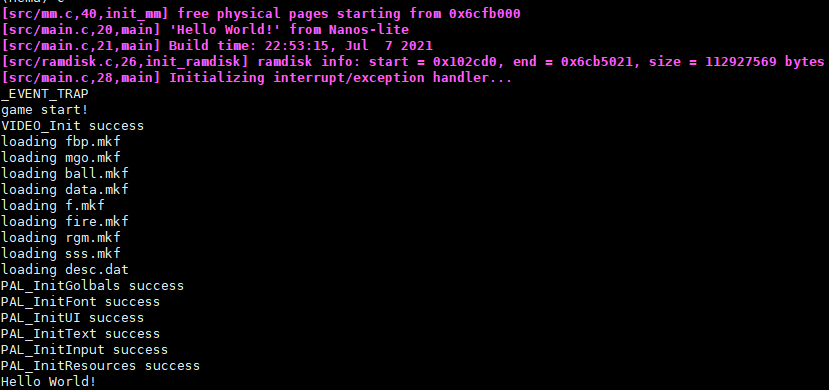 [src/mm.c,40,init_mm] free physical pages starting from 0x6cfb000
[src/main.c,20,main] 'Hello World!' from Nanos-lite
[src/main.c,21,main] Build time: 22:53:15, Jul  7 2021
[src/ramdisk.c,26,init_ramdisk] ramdisk info: start = 0x102cd0, end = 0x6cb5021, size = 112927569 bytes
[src/main.c,28,main] Initializing interrupt/exception handler...
_EVENT_TRAP
game start!
VIDEO_Init success
loading fbp.mkf
loading mgo.mkf
loading ball.mkf
loading data.mkf
loading f.mkf
loading fire.mkf
loading rgm.mkf
loading sss.mkf
loading desc.dat
PAL_InitGolbals success
PAL_InitFont success
PAL_InitUI success
PAL_InitText success
PAL_InitInput success
PAL_InitResources success
Hello World!